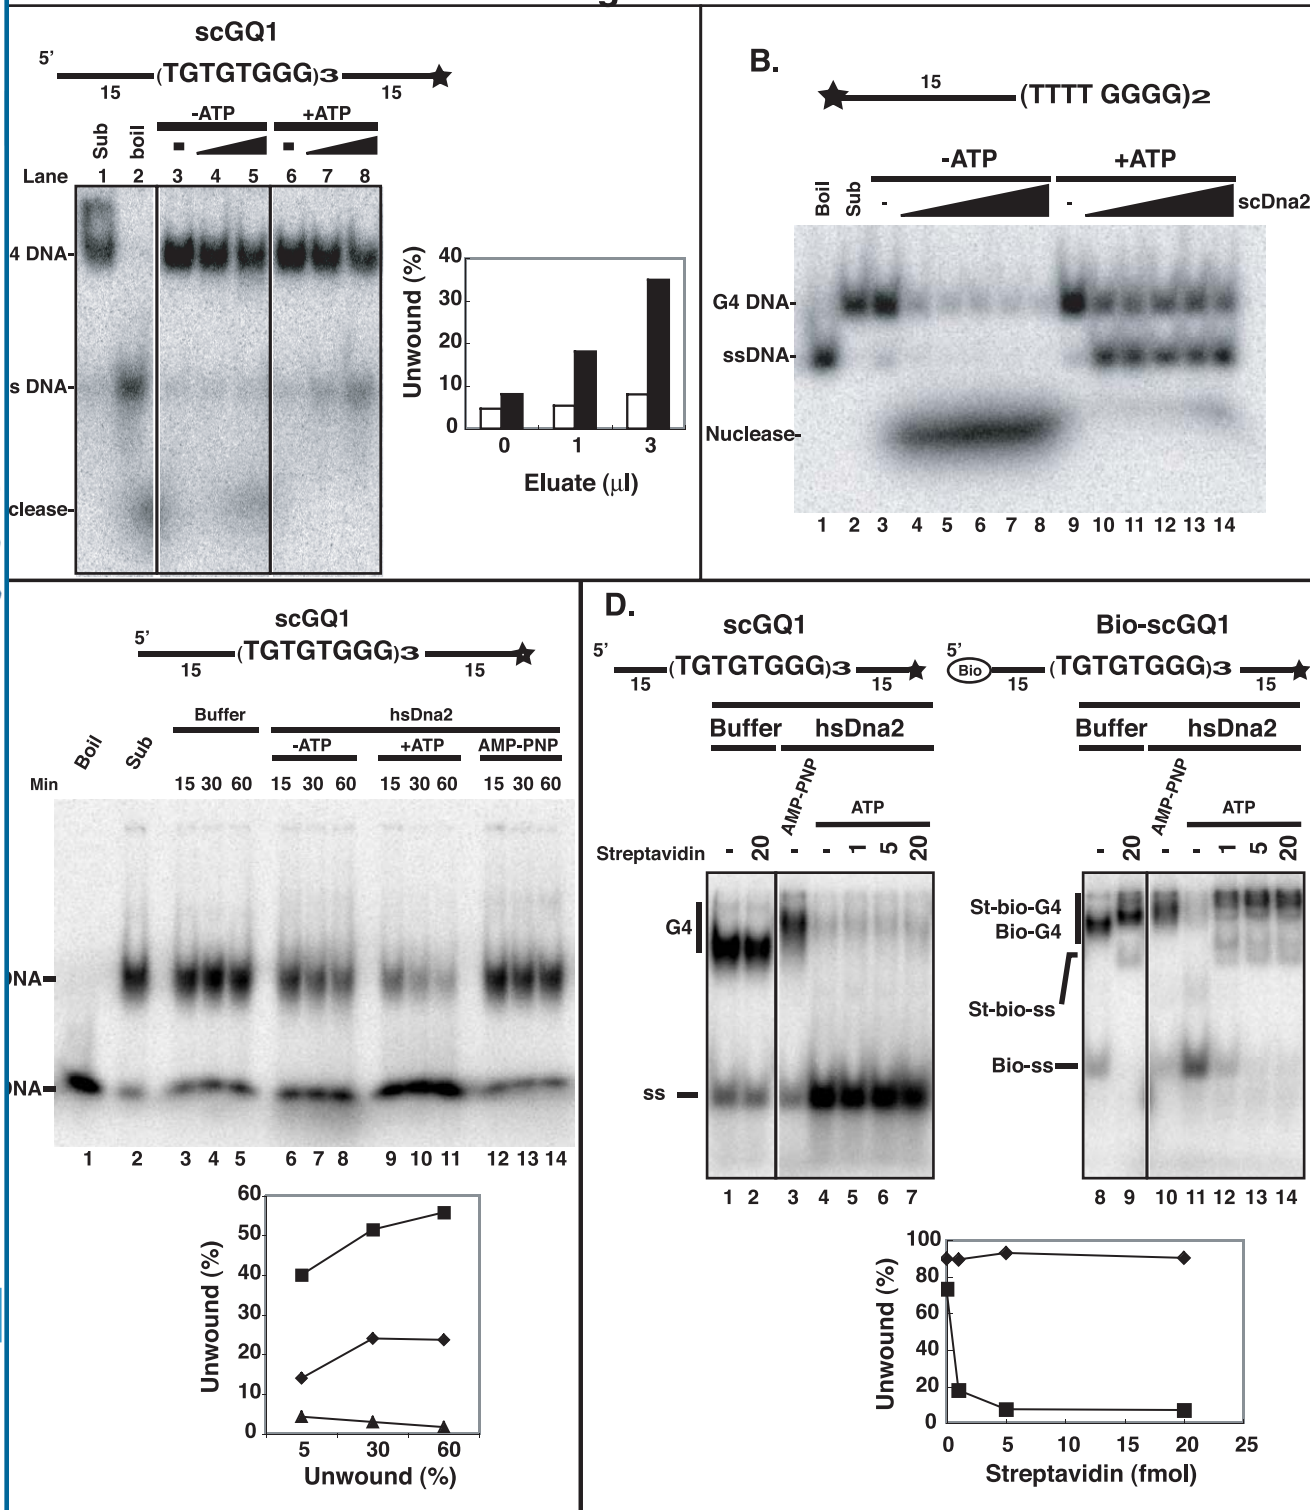 scGQ1
5'
(TGTGTGGG)3
15
15
-ATP
+ATP
Sub
boil
Lane
1 2 3 4 5 6 7 8
4 DNA-
s DNA-
clease-
Unwound (%)
40
30
20
10
0
0 1 3
Eluate (μl)
B.
15
(TTTT GGGG)2
-ATP
+ATP
Boil
Sub
-
-
scDna2
G4 DNA-
ssDNA-
Nuclease-
1 2 3 4 5 6 7 8 9 10 11 12 13 14
scGQ1
5'
(TGTGTGGG)3
15
15
Buffer
hsDna2
Boil
Sub
-ATP
+ATP
AMP-PNP
Min
15 30 60 15 30 60 15 30 60 15 30 60
DNA-
DNA-
1 2 3 4 5 6 7 8 9 10 11 12 13 14
Unwound (%)
60
50
40
30
20
10
0
5 30 60
Unwound (%)
D.
scGQ1
5'
(TGTGTGGG)3
15
15
Buffer
hsDna2
AMP-PNP
ATP
Streptavidin
- 20 - - 1 5 20
G4
ss
1 2 3 4 5 6 7
Bio-scGQ1
5'
Bio
(TGTGTGGG)3
15
15
Buffer
hsDna2
AMP-PNP
ATP
- 20 - - 1 5 20
St-bio-G4
Bio-G4
St-bio-ss
Bio-ss
8 9 10 11 12 13 14
Unwound (%)
100
80
60
40
20
0
0 5 10 15 20 25
Streptavidin (fmol)